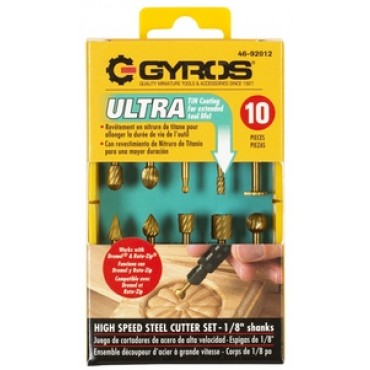 46-92012
GYROS®
QUALITY MINIATURE TOOLS & ACCESSORIES SINCE 1987
ULTRA
TiN Coating
for extended
tool life!
10
PIECES
PIEZAS
• Revêtement en nitrure de titane pour
allonger la durée de vie de l'outil
• Con revestimiento de Nitruro de Titanio
para una mayor duración
Works with
Dremel® & Roto-Zip®
Funciona con
Dremel y Roto-Zip
Compatible avec
Dremel et
Roto-Zip
HIGH SPEED STEEL CUTTER SET - 1/8" shanks
Juego de cortadores de acero de alta velocidad - Espigas de 1/8"
Ensemble découpeur d'acier à grande vitesse - Corps de 1/8 po